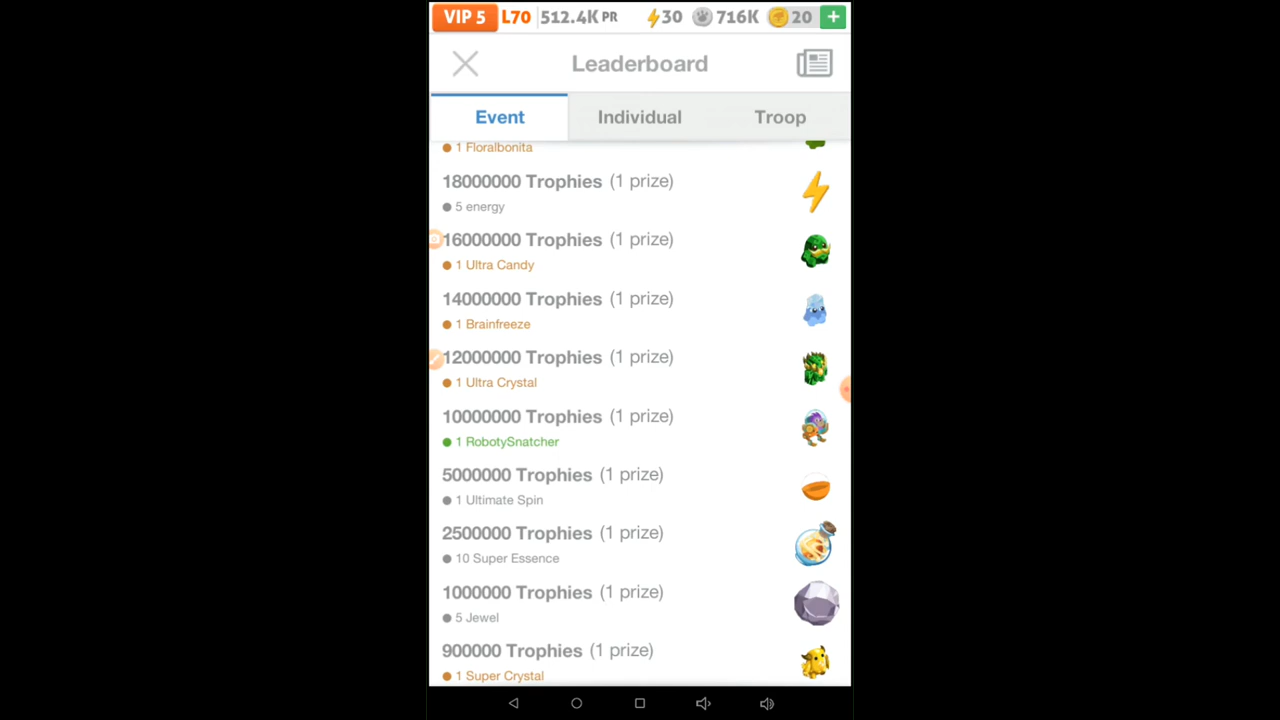 VIP 5 L70 512.4K PR 30 716K 20 +
Leaderboard
Event Individual Troop
1 Floralbonita
18000000 Trophies (1 prize)
5 energy
16000000 Trophies (1 prize)
1 Ultra Candy
14000000 Trophies (1 prize)
1 Brainfreeze
12000000 Trophies (1 prize)
1 Ultra Crystal
10000000 Trophies (1 prize)
1 RobotySnatcher
5000000 Trophies (1 prize)
1 Ultimate Spin
2500000 Trophies (1 prize)
10 Super Essence
1000000 Trophies (1 prize)
5 Jewel
900000 Trophies (1 prize)
1 Super Crystal